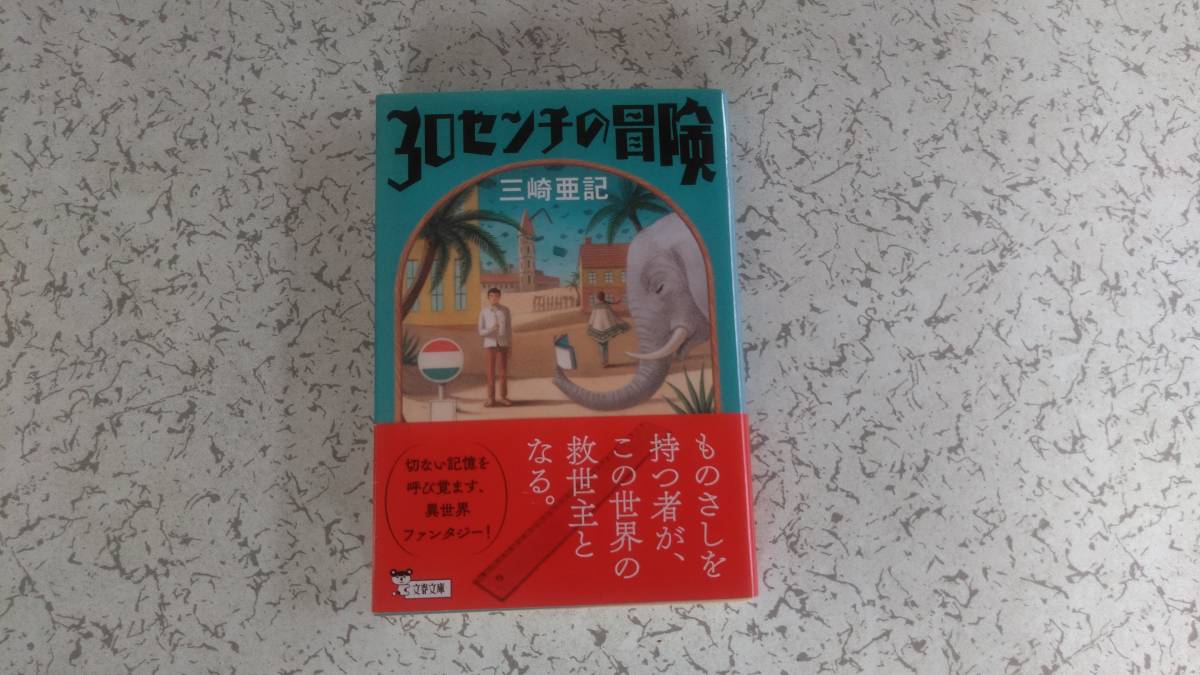 30センチの冒険
三崎亜記
ものさしを
持つ者が、
この世界の
救世主と
なる。
切ない記憶を
呼び覚ます、
異世界
ファンタジー!
文春文庫